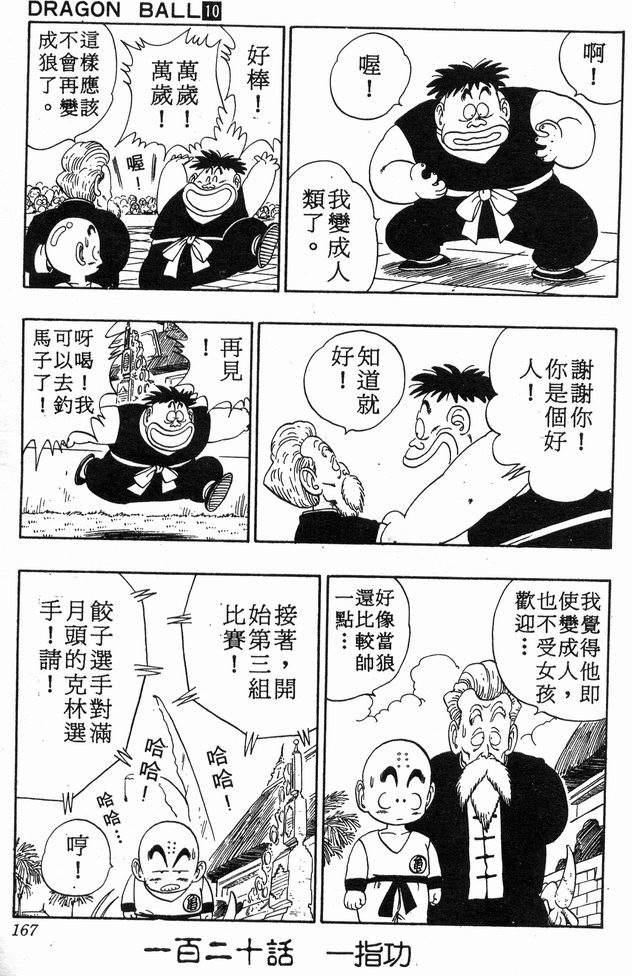 DRAGON BALL 10
啊！
喔！
我變成人
類了。
好棒！
萬歲！
萬歲！
喔！
這樣應該
不會再變
成狼了。
謝謝你！
你是個好
人！
知道就
好！
再見
！
呀喝！我
可以去釣
馬子了！
我覺得他即
使變成人，
也不受女孩
歡迎…
好像當狼
還比較帥
一點…
接著，開
始第三組
比賽！
餃子選手對滿
月頭的克林選
手！請！
哈哈！
哈哈！
哈哈…
哼！
167
一百二十話 一指功